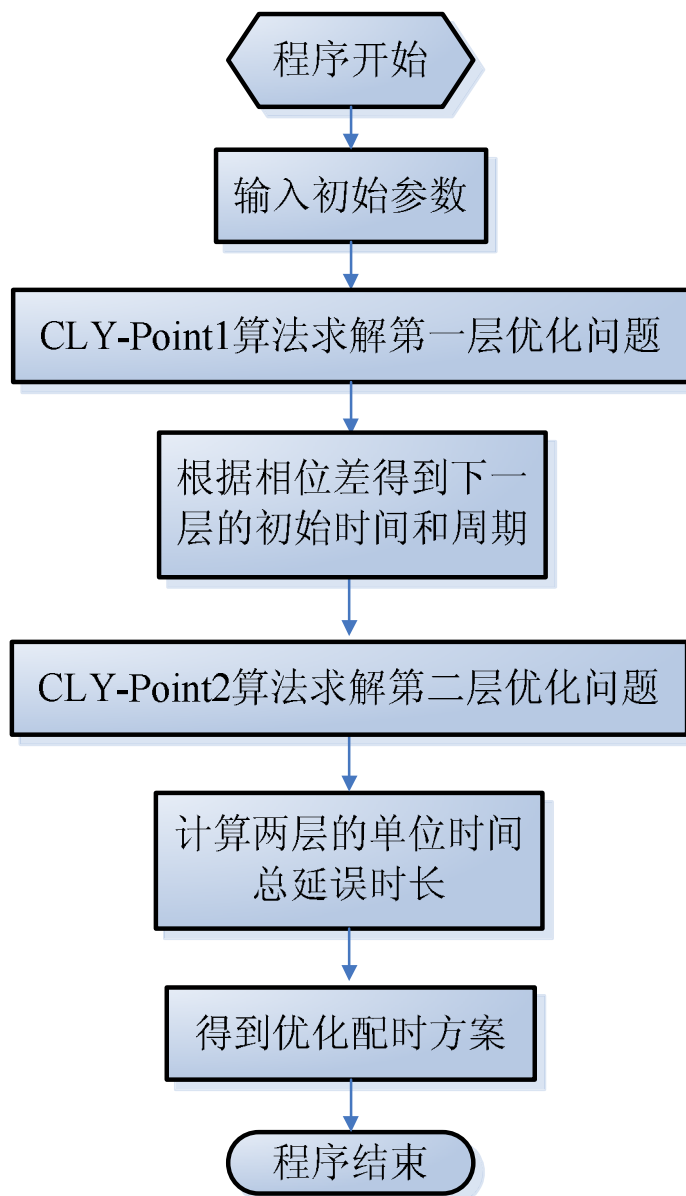 程序开始
输入初始参数
CLY-Point1算法求解第一层优化问题
根据相位差得到下一
层的初始时间和周期
CLY-Point2算法求解第二层优化问题
计算两层的单位时间
总延误时长
得到优化配时方案
程序结束